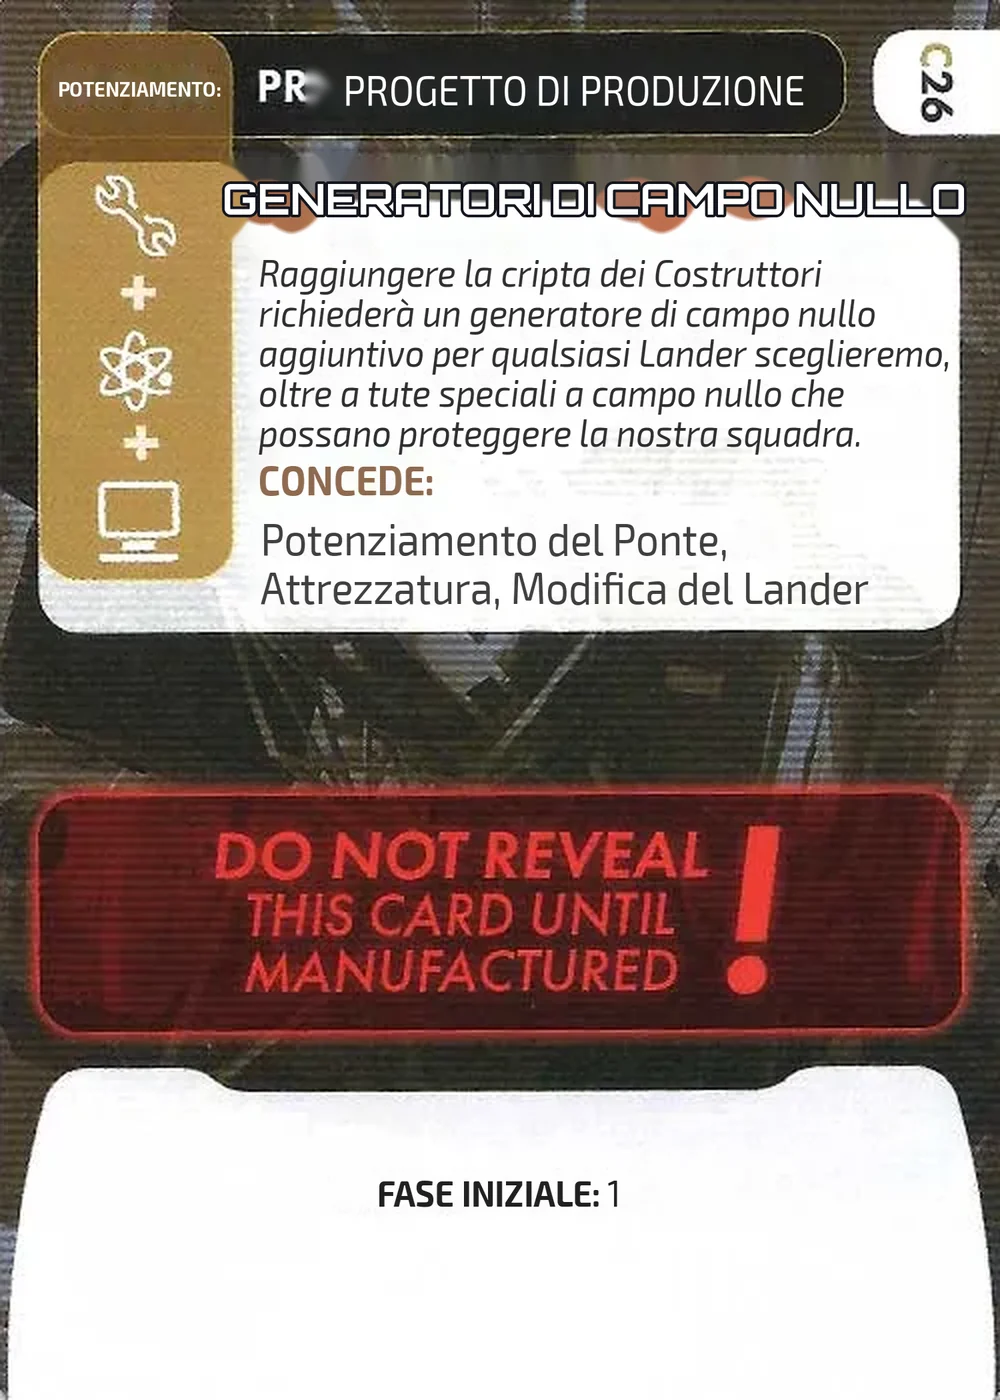 POTENZIAMENTO:
PR PROGETTO DI PRODUZIONE
C26
GENERATORI DI CAMPO NULLO
Raggiungere la cripta dei Costruttori
richiederà un generatore di campo nullo
aggiuntivo per qualsiasi Lander sceglieremo,
oltre a tute speciali a campo nullo che
possano proteggere la nostra squadra.
CONCEDE:
Potenziamento del Ponte,
Attrezzatura, Modifica del Lander
DO NOT REVEAL
THIS CARD UNTIL
MANUFACTURED
!
FASE INIZIALE: 1